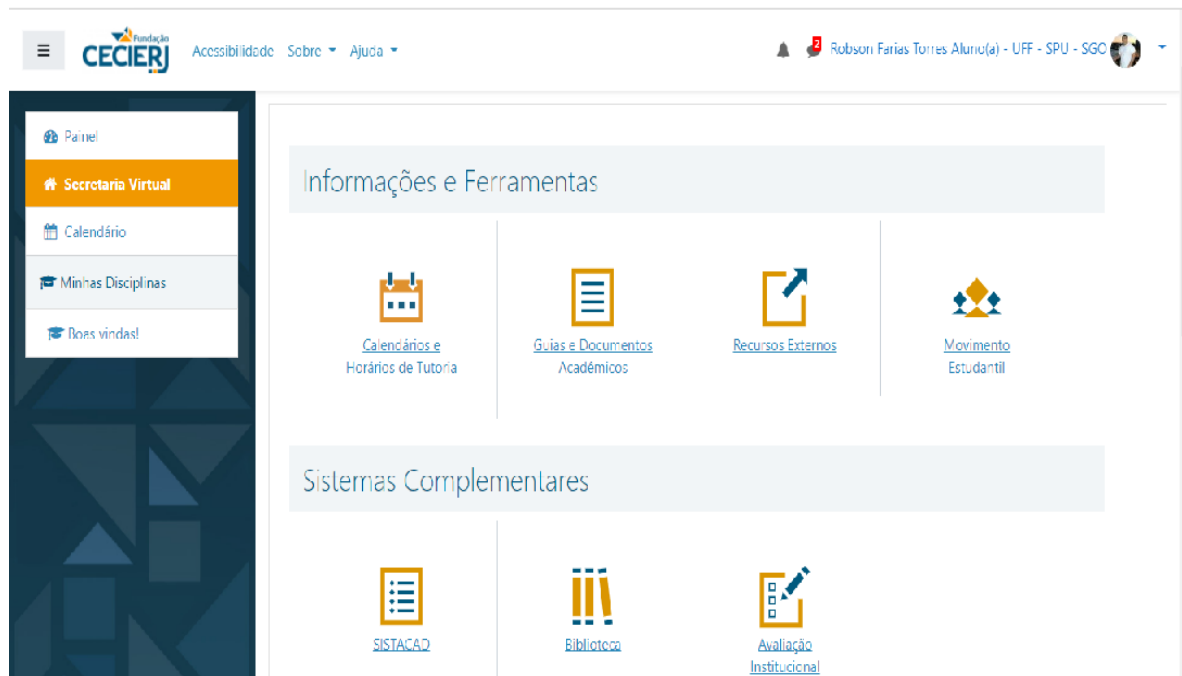 Fundação
CECIERJ
Acessibilidade Sobre Ajuda
2
Robson Farias Torres Aluno(a) - UFF - SPU - SGO
Painel
Secretaria Virtual
Calendário
Minhas Disciplinas
Boas vindas!
Informações e Ferramentas
Calendários e
Horários de Tutoria
Guias e Documentos
Acadêmicos
Recursos Externos
Movimento
Estudantil
Sistemas Complementares
SISTACAD
Biblioteca
Avaliação
Institucional